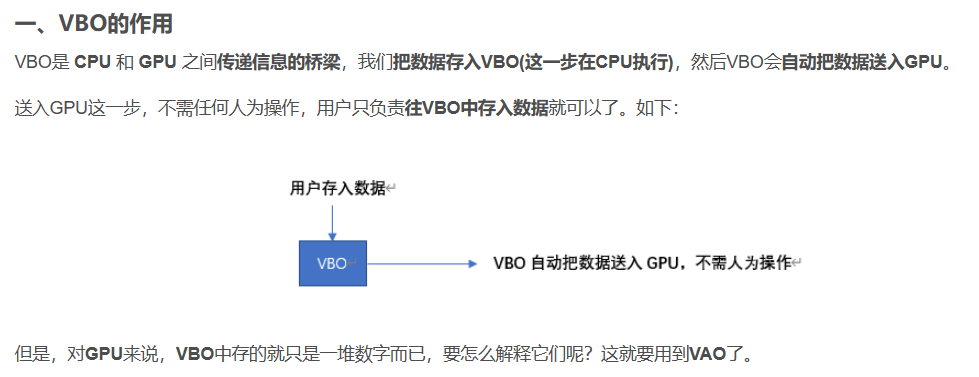 一、VBO的作用
VBO是 CPU 和 GPU 之间传递信息的桥梁，我们把数据存入VBO(这一步在CPU执行)，然后VBO会自动把数据送入GPU。
送入GPU这一步，不需任何人为操作，用户只负责往VBO中存入数据就可以了。如下：
用户存入数据↵
VBO↵
VBO 自动把数据送入 GPU，不需人为操作↵
但是，对GPU来说，VBO中存的就只是一堆数字而已，要怎么解释它们呢？这就要用到VAO了。